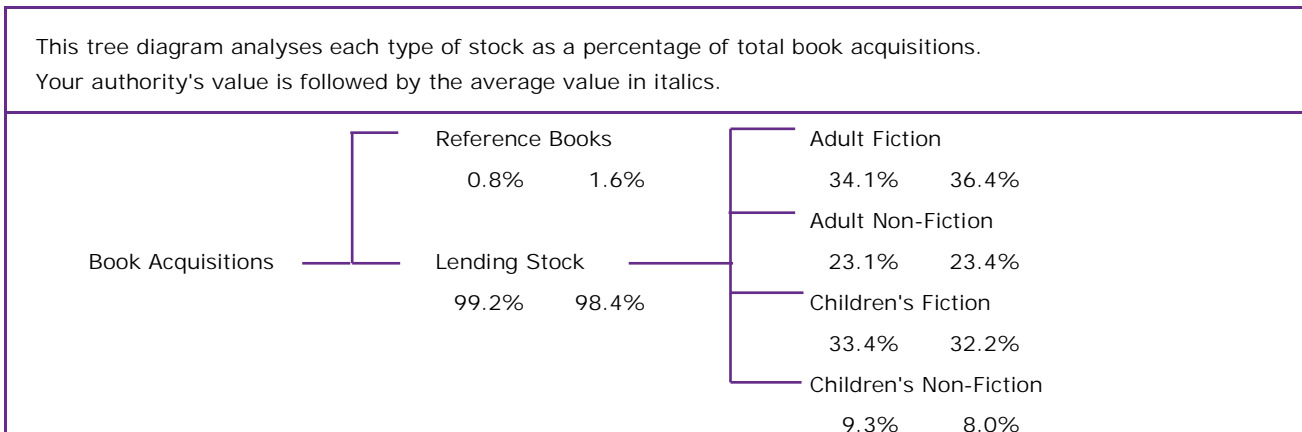 This tree diagram analyses each type of stock as a percentage of total book acquisitions.
Your authority's value is followed by the average value in italics.
Reference Books
0.8% 1.6%
Book Acquisitions
Lending Stock
99.2% 98.4%
Adult Fiction
34.1% 36.4%
Adult Non-Fiction
23.1% 23.4%
Children's Fiction
33.4% 32.2%
Children's Non-Fiction
9.3% 8.0%